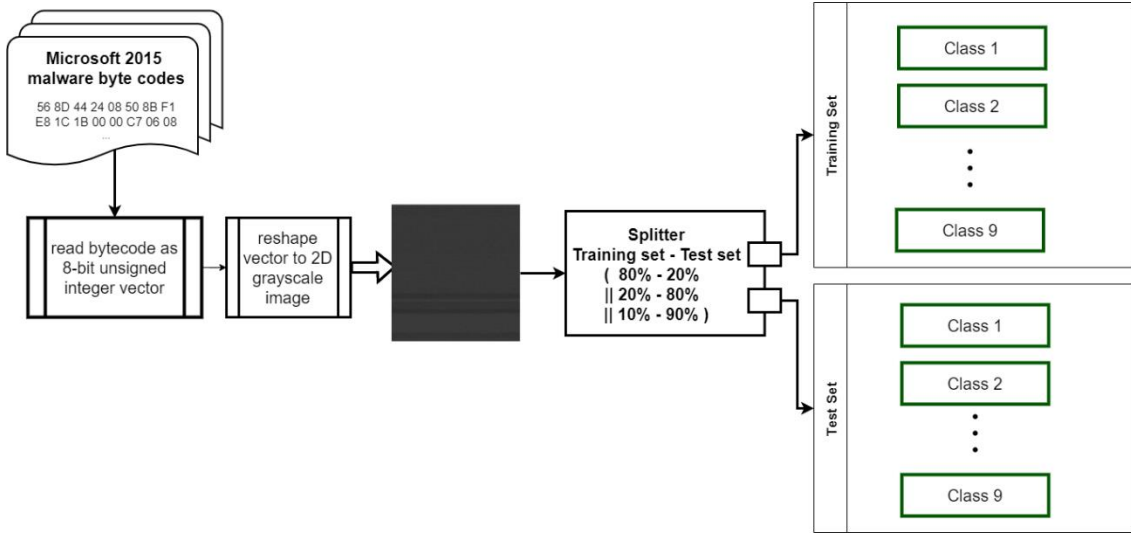 Microsoft 2015
malware byte codes
56 8D 44 24 08 50 8B F1
E8 1C 1B 00 00 C7 06 08
...
read bytecode as
8-bit unsigned
integer vector
reshape
vector to 2D
grayscale
image
Splitter
Training set - Test set
( 80% - 20%
|| 20% - 80%
|| 10% - 90% )
Training Set
Class 1
Class 2
Class 9
Test Set
Class 1
Class 2
Class 9